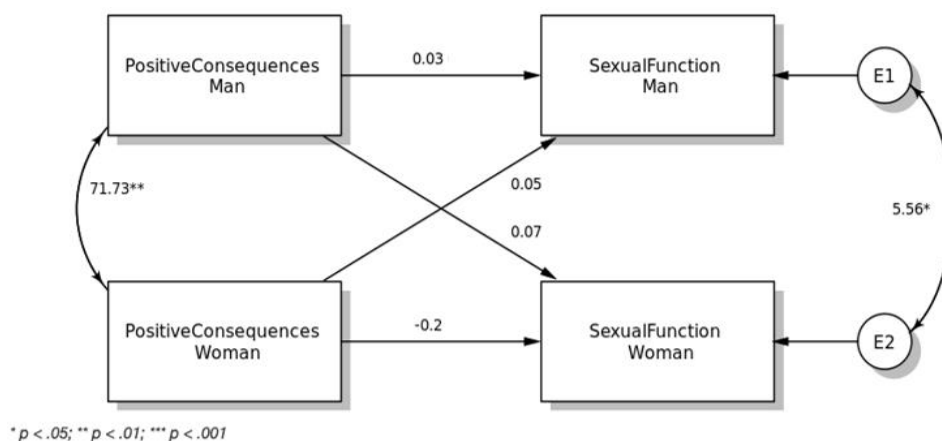 PositiveConsequences
Man
0.03
SexualFunction
Man
E1
71.73**
0.05
0.07
5.56*
PositiveConsequences
Woman
-0.2
SexualFunction
Woman
E2
* p < .05; ** p < .01; *** p < .001